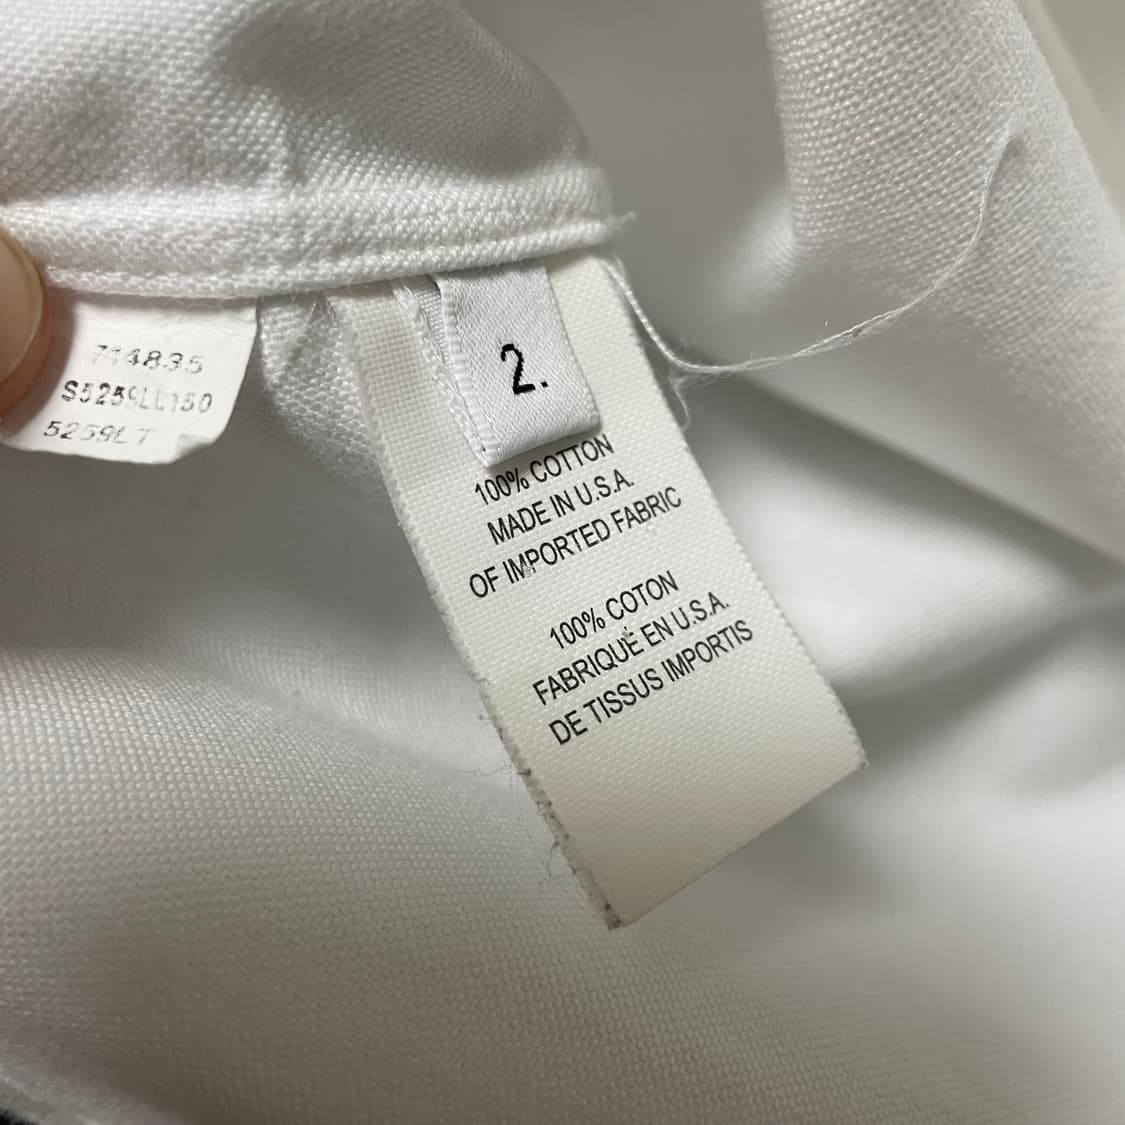 714835
S5259LL150
5259LT
2.
100% COTTON
MADE IN U.S.A.
OF IMPORTED FABRIC
100% COTON
FABRIQUÉ EN U.S.A.
DE TISSUS IMPORTIS